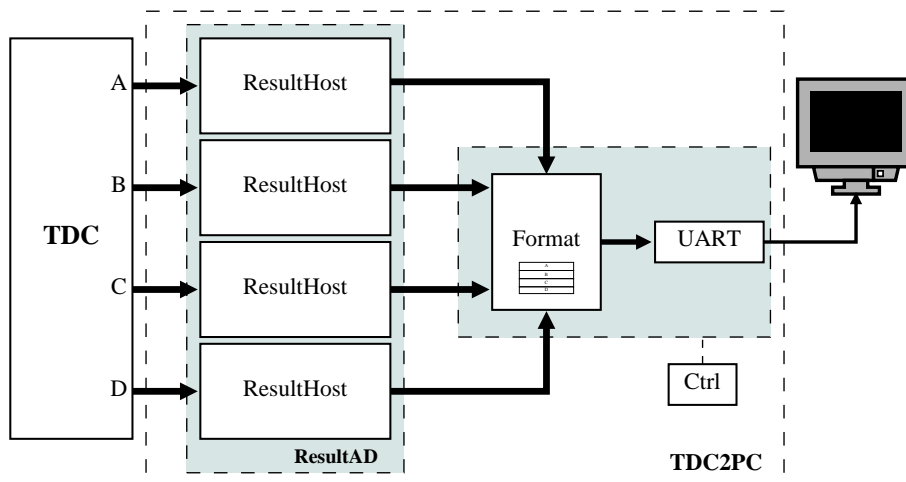 A
ResultHost
B
ResultHost
TDC
Format
UART
A
B
C
D
C
ResultHost
Ctrl
D
ResultHost
ResultAD
TDC2PC